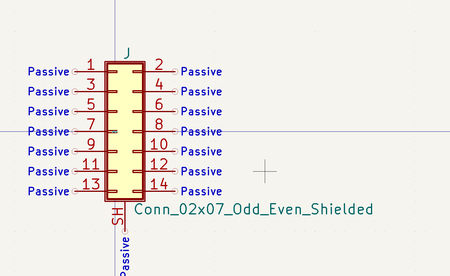 J
Passive 1 2 Passive
Passive 3 4 Passive
Passive 5 6 Passive
Passive 7 8 Passive
Passive 9 10 Passive
Passive 11 12 Passive
Passive 13 14 Passive
SH
Conn_02x07_Odd_Even_Shielded
Passive